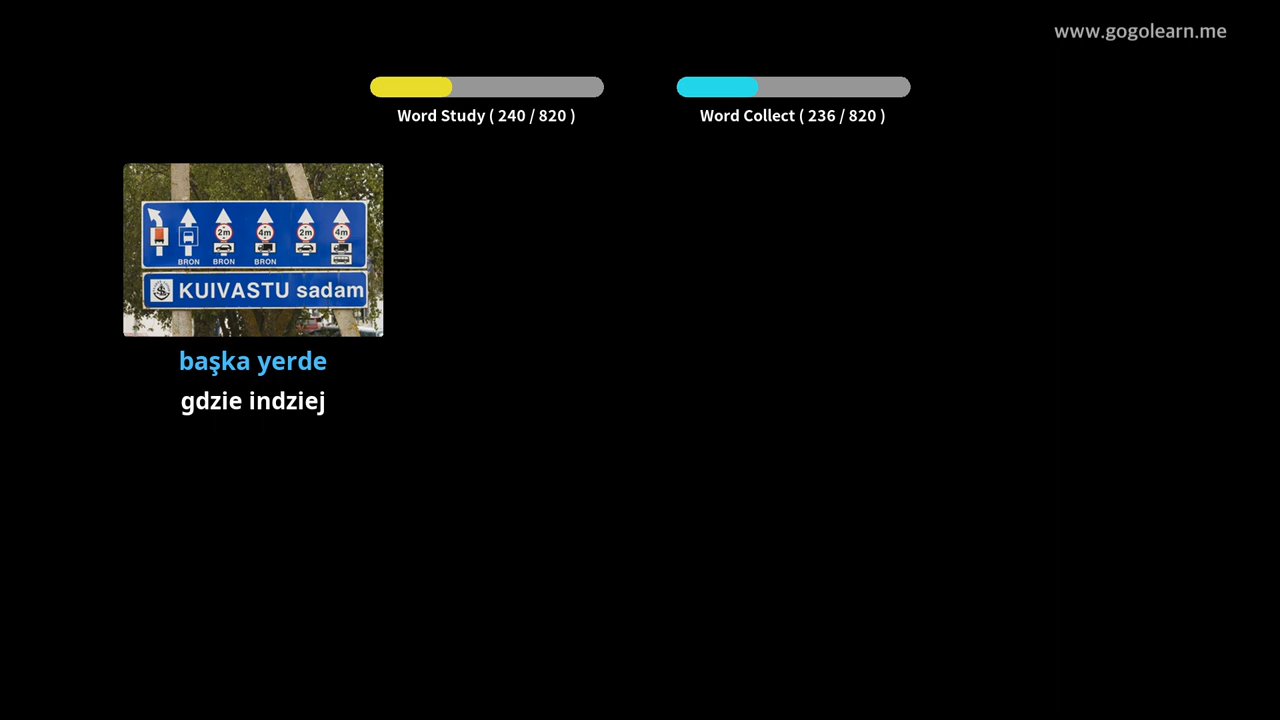 www.gogolearn.me
Word Study ( 240 / 820 )
Word Collect ( 236 / 820 )
2m 4m 2m 4m
BRON BRON BRON
KUIVASTU sadam
başka yerde
gdzie indziej